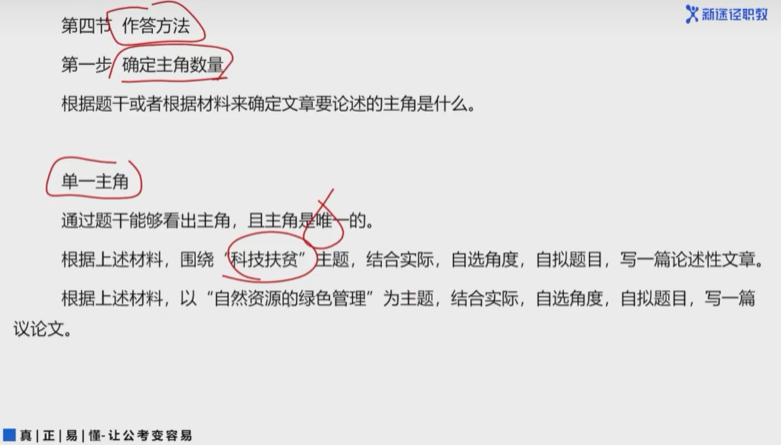 新途径职教
第四节 作答方法
第一步 确定主角数量
根据题干或者根据材料来确定文章要论述的主角是什么。
单一主角
通过题干能够看出主角，且主角是唯一的。
根据上述材料，围绕“科技扶贫”主题，结合实际，自选角度，自拟题目，写一篇论述性文章。
根据上述材料，以“自然资源的绿色管理”为主题，结合实际，自选角度，自拟题目，写一篇
议论文。
真|正|易|懂-让公考变容易